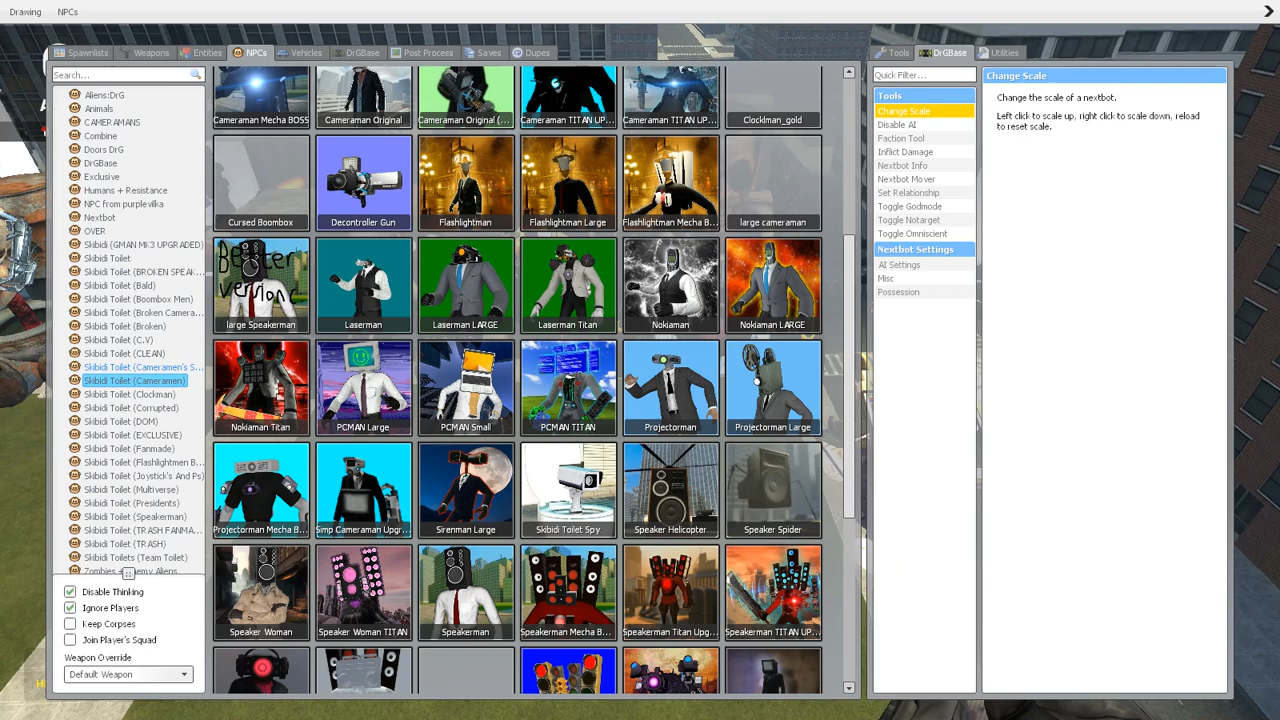 Drawing NPCs
Spawnlists Weapons Entities NPCs Vehicles DrGBase Post Process Saves Dupes
Search...
Aliens:DrG
Animals
CAMERAMANS
Combine
Doors DrG
DrGBase
Exclusive
Humans + Resistance
NPC from purplevilka
Nextbot
OVER
Skibidi (GMAN Mk3 UPGRADED)
Skibidi Toilet
Skibidi Toilet (BROKEN SPEAK...
Skibidi Toilet (Bald)
Skibidi Toilet (Boombox Men)
Skibidi Toilet (Broken Camera...
Skibidi Toilet (Broken)
Skibidi Toilet (C.V)
Skibidi Toilet (CLEAN)
Skibidi Toilet (Cameramen's S...
Skibidi Toilet (Cameramen)
Skibidi Toilet (Clockman)
Skibidi Toilet (Corrupted)
Skibidi Toilet (DOM)
Skibidi Toilet (EXCLUSIVE)
Skibidi Toilet (Fanmade)
Skibidi Toilet (Flashlightmen B...
Skibidi Toilet (Joystick's And Ps)
Skibidi Toilet (Multiverse)
Skibidi Toilet (Presidents)
Skibidi Toilet (Speakerman)
Skibidi Toilet (TRASH FANMA...
Skibidi Toilet (TRASH)
Skibidi Toilets (Team Toilet)
Disable Thinking
Ignore Players
Keep Corpses
Join Player's Squad
Weapon Override
Default Weapon
Cameraman Mecha BOSS Cameraman Original Cameraman Original (... Cameraman TITAN UP... Cameraman TITAN UP... Clocklman_gold
Cursed Boombox Decontroller Gun Flashlightman Flashlightman Large Flashlightman Mecha B... large cameraman
Better
version
large Speakerman Laserman Laserman LARGE Laserman Titan Nokiaman Nokiaman LARGE
Nokiaman Titan PCMAN Large PCMAN Small PCMAN TITAN Projectorman Projectorman Large
Projectorman Mecha B... Simp Cameraman Upgr... Sirenman Large Skibidi Toilet Spy Speaker Helicopter Speaker Spider
Speaker Woman Speaker Woman TITAN Speakerman Speakerman Mecha B... Speakerman Titan Upg... Speakerman TITAN UP...
Tools DrGBase Utilities
Quick Filter...
Tools
Change Scale
Disable AI
Faction Tool
Inflict Damage
Nextbot Info
Nextbot Mover
Set Relationship
Toggle Godmode
Toggle Notarget
Toggle Omniscient
Nextbot Settings
AI Settings
Misc
Possession
Change Scale
Change the scale of a nextbot.
Left click to scale up, right click to scale down, reload
to reset scale.